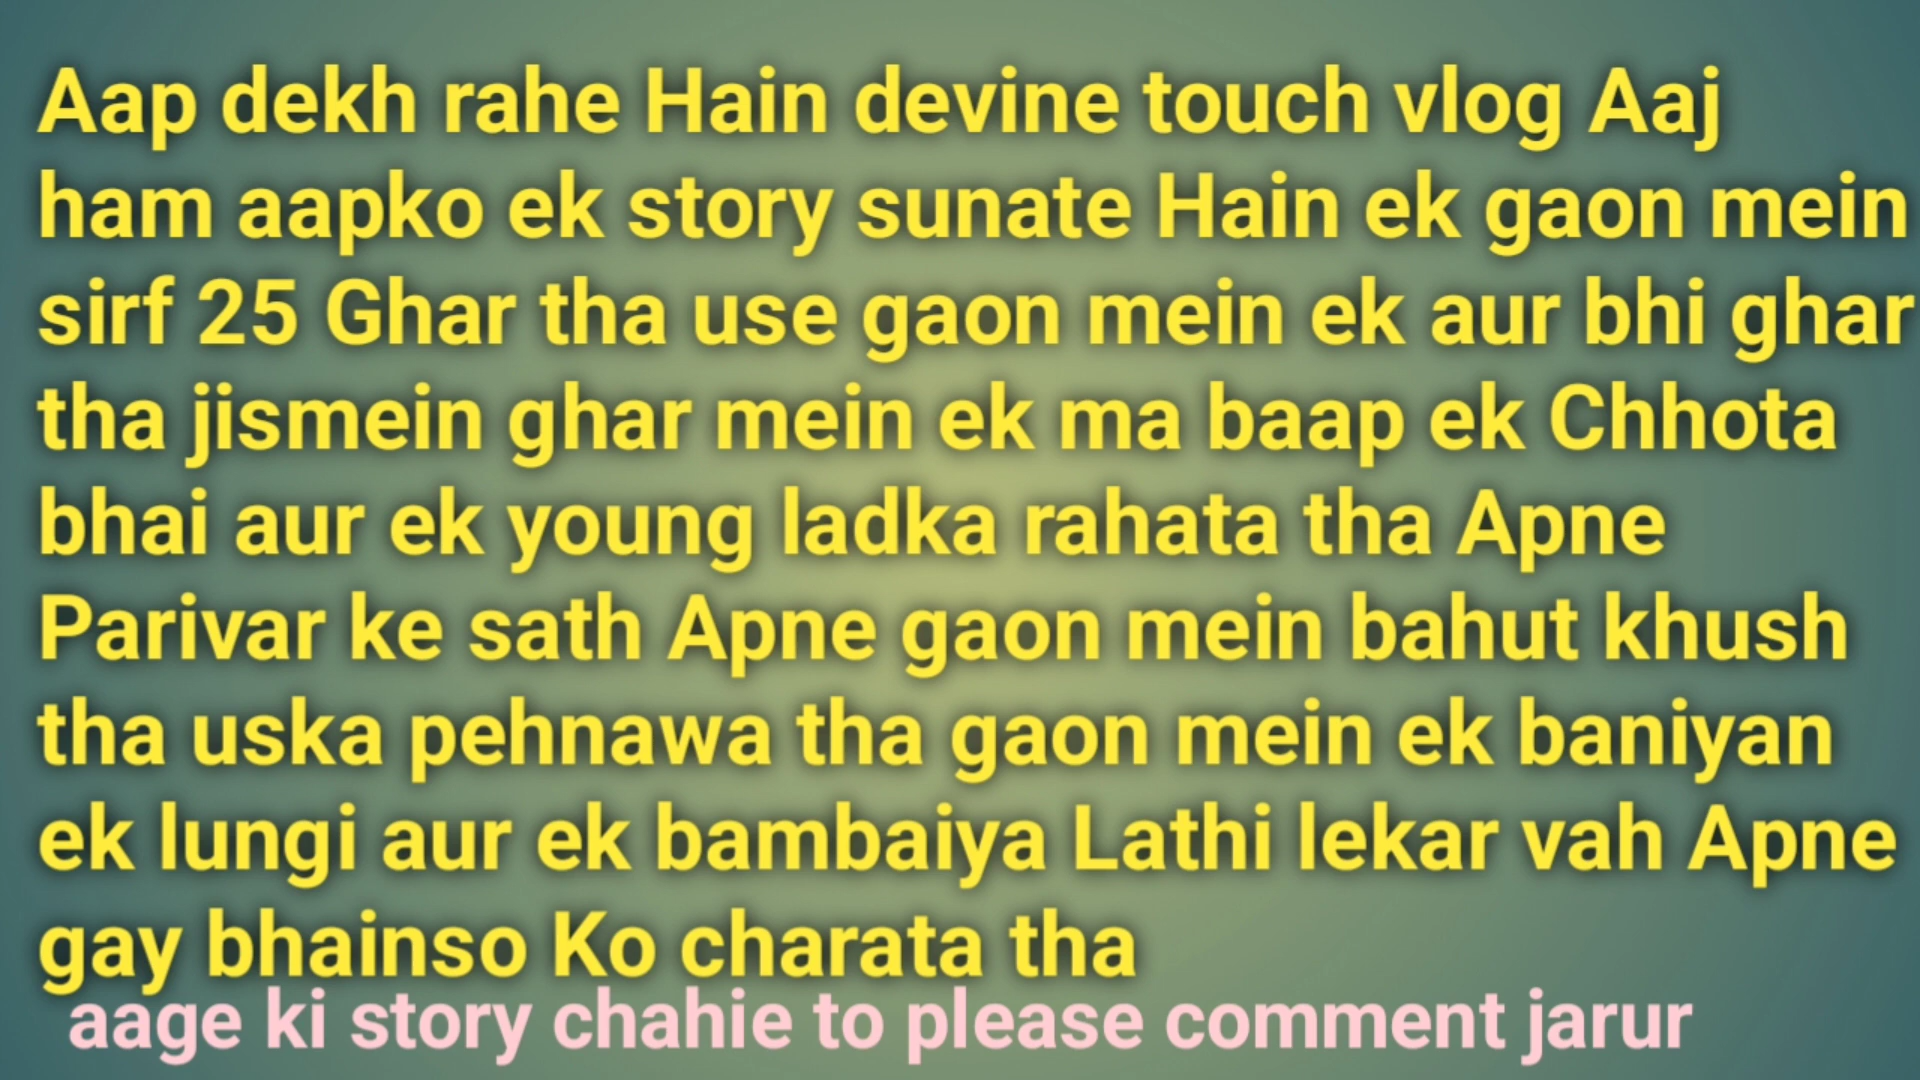 Aap dekh rahe Hain devine touch vlog Aaj
ham aapko ek story sunate Hain ek gaon mein
sirf 25 Ghar tha use gaon mein ek aur bhi ghar
tha jismein ghar mein ek ma baap ek Chhota
bhai aur ek young ladka rahata tha Apne
Parivar ke sath Apne gaon mein bahut khush
tha uska pehnawa tha gaon mein ek baniyan
ek lungi aur ek bambaiya Lathi lekar vah Apne
gay bhainso Ko charata tha
aage ki story chahie to please comment jarur